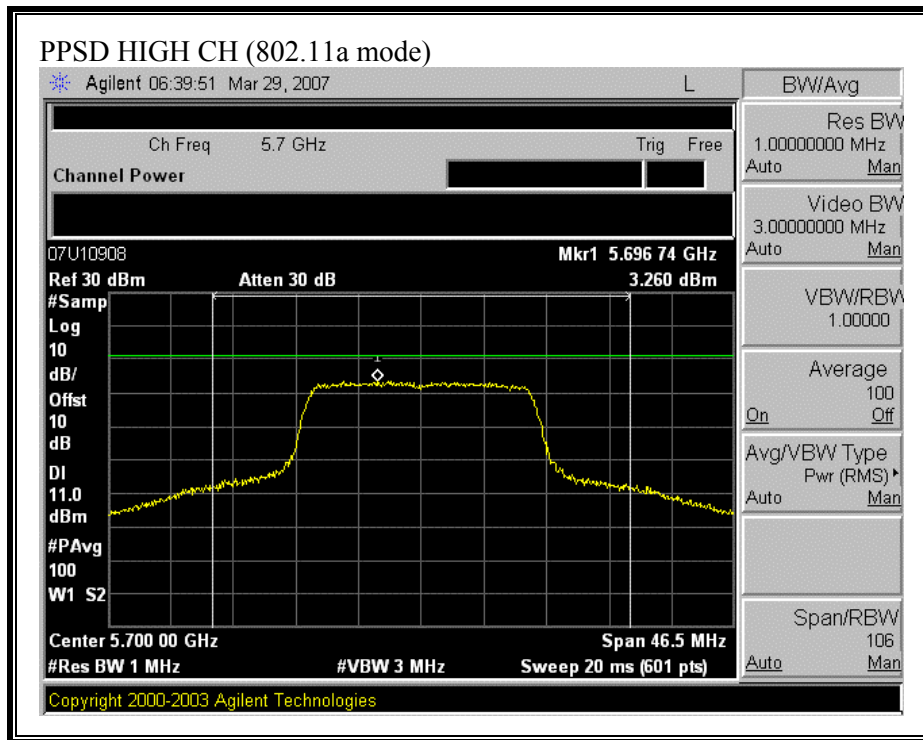 PPSD HIGH CH (802.11a mode)
Agilent 06:39:51 Mar 29, 2007 L
BW/Avg
Ch Freq 5.7 GHz Trig Free
Channel Power
Res BW
1.00000000 MHz
Auto Man
Video BW
3.00000000 MHz
Auto Man
07U10908
Mkr1 5.696 74 GHz
Ref 30 dBm Atten 30 dB 3.260 dBm
#Samp
Log
10
dB/
Offst
10
dB
DI
11.0
dBm
#PAvg
100
W1 S2
1
VBW/RBW
1.00000
Average
100
On Off
Avg/VBW Type
Pwr (RMS)
Auto Man
Span/RBW
106
Auto Man
Center 5.700 00 GHz Span 46.5 MHz
#Res BW 1 MHz #VBW 3 MHz Sweep 20 ms (601 pts)
Copyright 2000-2003 Agilent Technologies